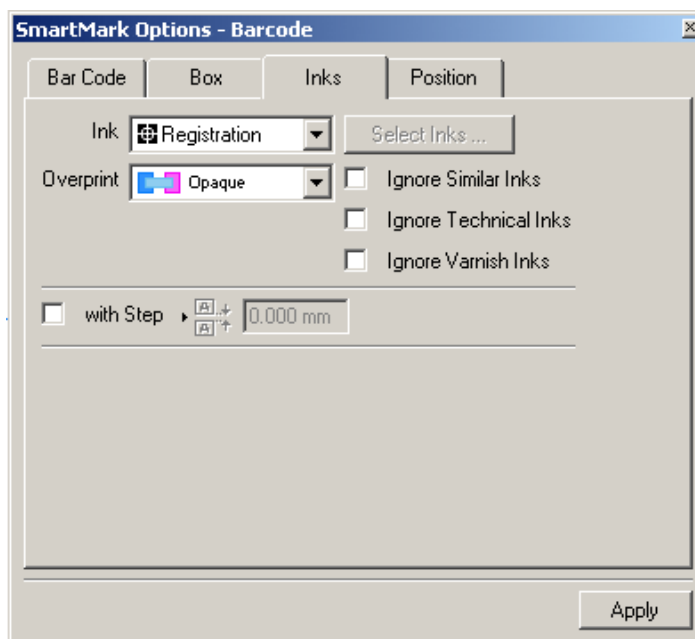 SmartMark Options - Barcode
Bar Code Box Inks Position
Ink Registration Select Inks ...
Overprint Opaque Ignore Similar Inks
Ignore Technical Inks
Ignore Varnish Inks
with Step A A 0.000 mm
Apply